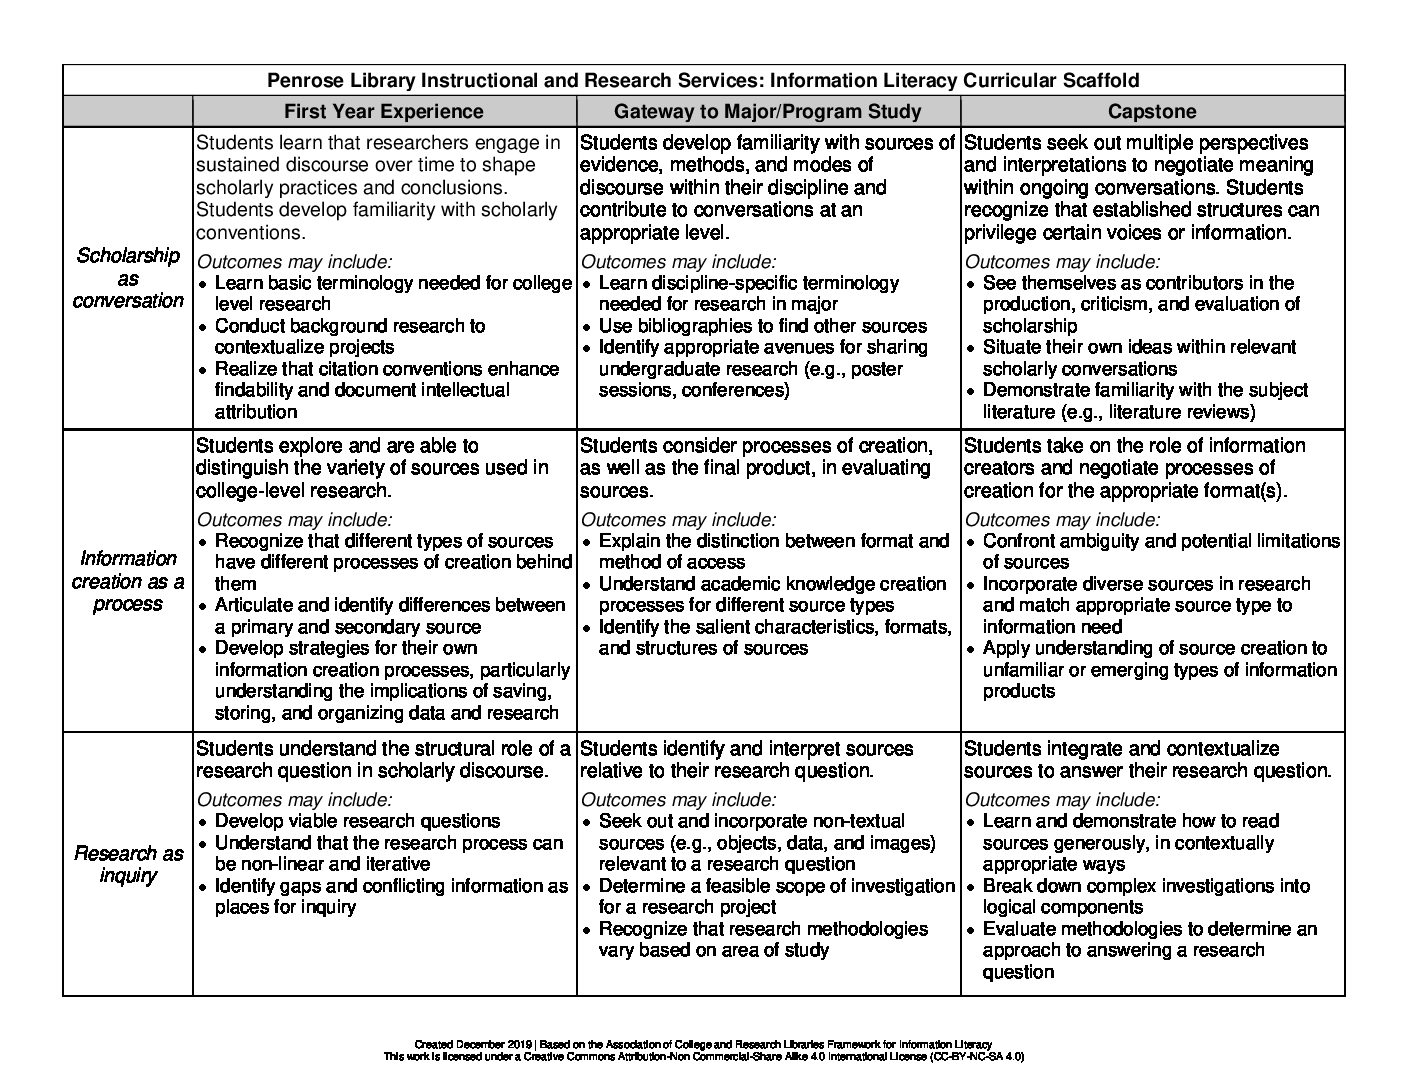 Penrose Library Instructional and Research Services: Information Literacy Curricular Scaffold
First Year Experience
Gateway to Major/Program Study
Capstone
Scholarship
as
conversation
Students learn that researchers engage in
sustained discourse over time to shape
scholarly practices and conclusions.
Students develop familiarity with scholarly
conventions.
Outcomes may include:
• Learn basic terminology needed for college
level research
• Conduct background research to
contextualize projects
• Realize that citation conventions enhance
findability and document intellectual
attribution
Students develop familiarity with sources of
evidence, methods, and modes of
discourse within their discipline and
contribute to conversations at an
appropriate level.
Outcomes may include:
• Learn discipline-specific terminology
needed for research in major
• Use bibliographies to find other sources
• Identify appropriate avenues for sharing
undergraduate research (e.g., poster
sessions, conferences)
Students seek out multiple perspectives
and interpretations to negotiate meaning
within ongoing conversations. Students
recognize that established structures can
privilege certain voices or information.
Outcomes may include:
• See themselves as contributors in the
production, criticism, and evaluation of
scholarship
• Situate their own ideas within relevant
scholarly conversations
• Demonstrate familiarity with the subject
literature (e.g., literature reviews)
Information
creation as a
process
Students explore and are able to
distinguish the variety of sources used in
college-level research.
Outcomes may include:
• Recognize that different types of sources
have different processes of creation behind
them
• Articulate and identify differences between
a primary and secondary source
• Develop strategies for their own
information creation processes, particularly
understanding the implications of saving,
storing, and organizing data and research
Students consider processes of creation,
as well as the final product, in evaluating
sources.
Outcomes may include:
• Explain the distinction between format and
method of access
• Understand academic knowledge creation
processes for different source types
• Identify the salient characteristics, formats,
and structures of sources
Students take on the role of information
creators and negotiate processes of
creation for the appropriate format(s).
Outcomes may include:
• Confront ambiguity and potential limitations
of sources
• Incorporate diverse sources in research
and match appropriate source type to
information need
• Apply understanding of source creation to
unfamiliar or emerging types of information
products
Research as
inquiry
Students understand the structural role of a
research question in scholarly discourse.
Outcomes may include:
• Develop viable research questions
• Understand that the research process can
be non-linear and iterative
• Identify gaps and conflicting information as
places for inquiry
Students identify and interpret sources
relative to their research question.
Outcomes may include:
• Seek out and incorporate non-textual
sources (e.g., objects, data, and images)
relevant to a research question
• Determine a feasible scope of investigation
for a research project
• Recognize that research methodologies
vary based on area of study
Students integrate and contextualize
sources to answer their research question.
Outcomes may include:
• Learn and demonstrate how to read
sources generously, in contextually
appropriate ways
• Break down complex investigations into
logical components
• Evaluate methodologies to determine an
approach to answering a research
question
Created December 2019 | Based on the Association of College and Research Libraries Framework for Information Literacy
This work is licensed under a Creative Commons Attribution-Non Commercial-Share Alike 4.0 International License (CC-BY-NC-SA 4.0)